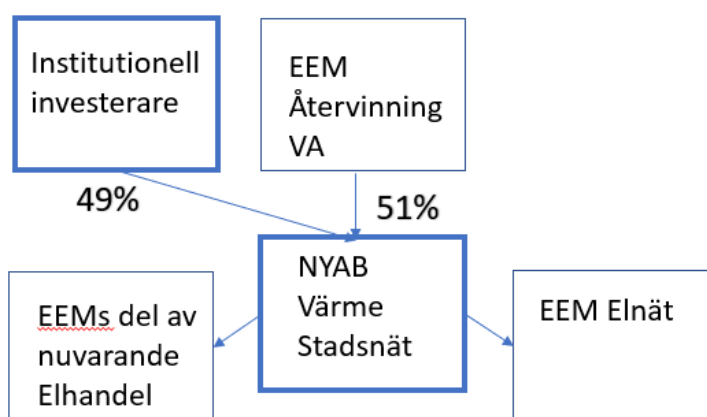 Institutionell
investerare
EEM
Återvinning
VA
49%
51%
NYAB
Värme
Stadsnät
EEMs del av
nuvarande
Elhandel
EEM Elnät